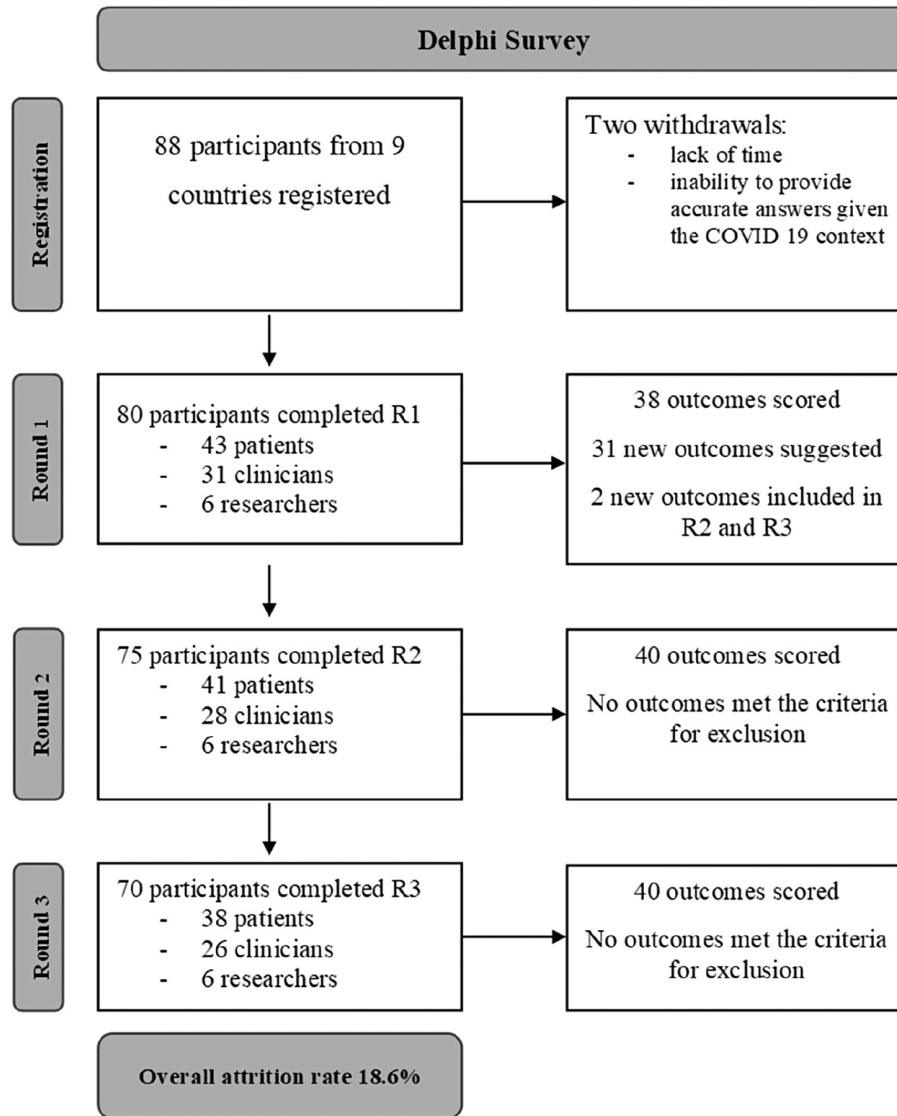 Delphi Survey
Registration
88 participants from 9
countries registered
Two withdrawals:
- lack of time
- inability to provide
accurate answers given
the COVID 19 context
Round 1
80 participants completed R1
- 43 patients
- 31 clinicians
- 6 researchers
38 outcomes scored
31 new outcomes suggested
2 new outcomes included in
R2 and R3
Round 2
75 participants completed R2
- 41 patients
- 28 clinicians
- 6 researchers
40 outcomes scored
No outcomes met the criteria
for exclusion
Round 3
70 participants completed R3
- 38 patients
- 26 clinicians
- 6 researchers
40 outcomes scored
No outcomes met the criteria
for exclusion
Overall attrition rate 18.6%